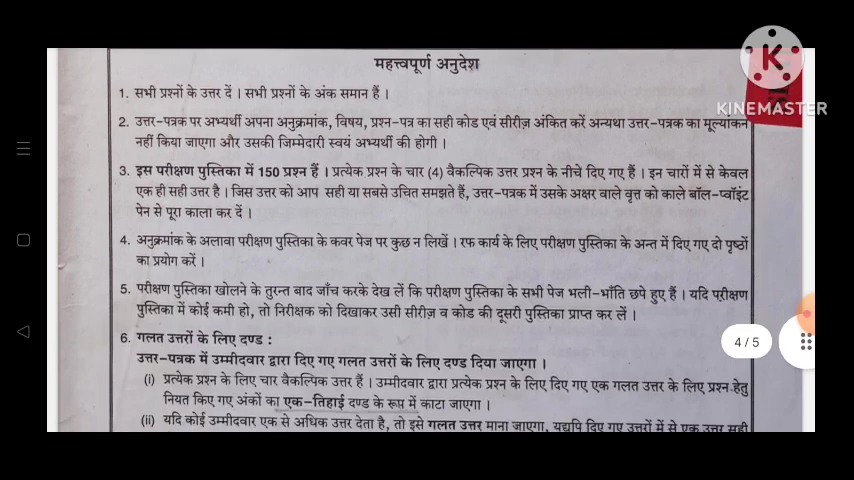 KINEMASTER
महत्त्वपूर्ण अनुदेश
1. सभी प्रश्नों के उत्तर दें । सभी प्रश्नों के अंक समान हैं ।
2. उत्तर-पत्रक पर अभ्यर्थी अपना अनुक्रमांक, विषय, प्रश्न-पत्र का सही कोड एवं सीरीज़ अंकित करें अन्यथा उत्तर-पत्रक का मूल्यांकन
नहीं किया जाएगा और उसकी जिम्मेदारी स्वयं अभ्यर्थी की होगी ।
3. इस परीक्षण पुस्तिका में 150 प्रश्न हैं । प्रत्येक प्रश्न के चार (4) वैकल्पिक उत्तर प्रश्न के नीचे दिए गए हैं । इन चारों में से केवल
एक ही सही उत्तर है । जिस उत्तर को आप सही या सबसे उचित समझते हैं, उत्तर-पत्रक में उसके अक्षर वाले वृत्त को काले बॉल-प्वॉइंट
पेन से पूरा काला कर दें ।
4. अनुक्रमांक के अलावा परीक्षण पुस्तिका के कवर पेज पर कुछ न लिखें । रफ कार्य के लिए परीक्षण पुस्तिका के अन्त में दिए गए दो पृष्ठों
का प्रयोग करें ।
5. परीक्षण पुस्तिका खोलने के तुरन्त बाद जाँच करके देख लें कि परीक्षण पुस्तिका के सभी पेज भली-भाँति छपे हुए हैं । यदि परीक्षण
पुस्तिका में कोई कमी हो, तो निरीक्षक को दिखाकर उसी सीरीज़ व कोड की दूसरी पुस्तिका प्राप्त कर लें ।
4/5
6. गलत उत्तरों के लिए दण्ड :
उत्तर-पत्रक में उम्मीदवार द्वारा दिए गए गलत उत्तरों के लिए दण्ड दिया जाएगा ।
(i) प्रत्येक प्रश्न के लिए चार वैकल्पिक उत्तर हैं । उम्मीदवार द्वारा प्रत्येक प्रश्न के लिए दिए गए एक गलत उत्तर के लिए प्रश्न हेतु
नियत किए गए अंकों का एक-तिहाई दण्ड के रूप में काटा जाएगा ।
(ii) यदि कोई उम्मीदवार एक से अधिक उत्तर देता है, तो इसे गलत उत्तर माना जाएगा, यद्यपि दिए गए उत्तरों में से एक उत्तर सही